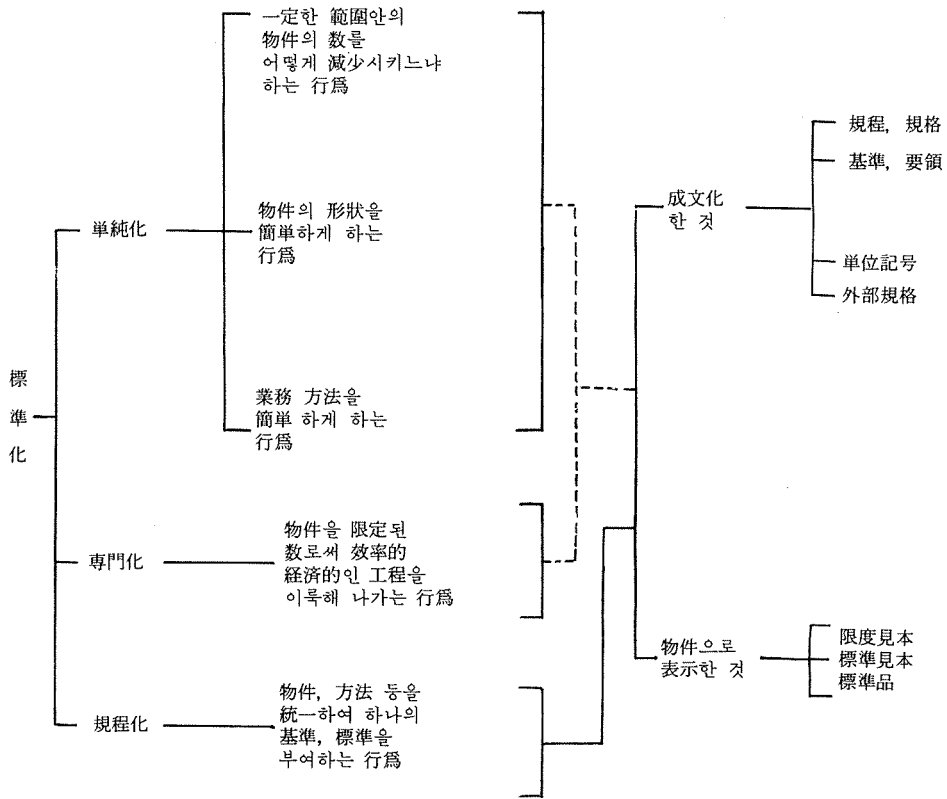 一定한 範囲안의
物件의 数를
어떻게 減少시키느냐
하는 行爲
物件의 形狀을
簡単하게 하는
行爲
単純化
業務 方法을
簡単 하게 하는
行爲
標
準
化
専門化
物件을 限定된
数로써 效率的
経済的인 工程을
이룩해 나가는 行爲
規程化
物件, 方法 등을
統一하여 하나의
基準, 標準을
부여하는 行爲
成文化
한 것
規程, 規格
基準, 要領
単位記号
外部規格
物件으로
表示한 것
限度見本
標準見本
標準品